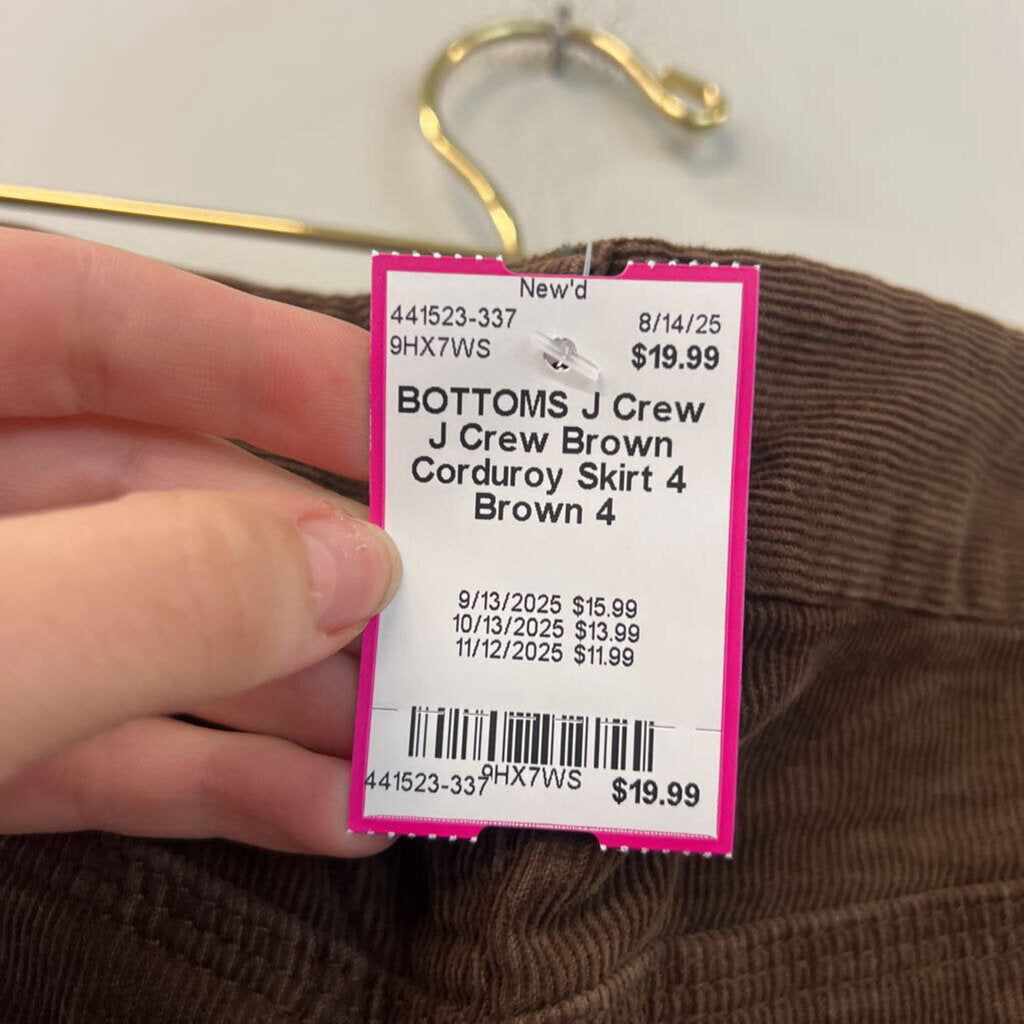 New'd
441523-337 8/14/25
9HX7WS $19.99
BOTTOMS J Crew
J Crew Brown
Corduroy Skirt 4
Brown 4
9/13/2025 $15.99
10/13/2025 $13.99
11/12/2025 $11.99
441523-337 9HX7WS $19.99